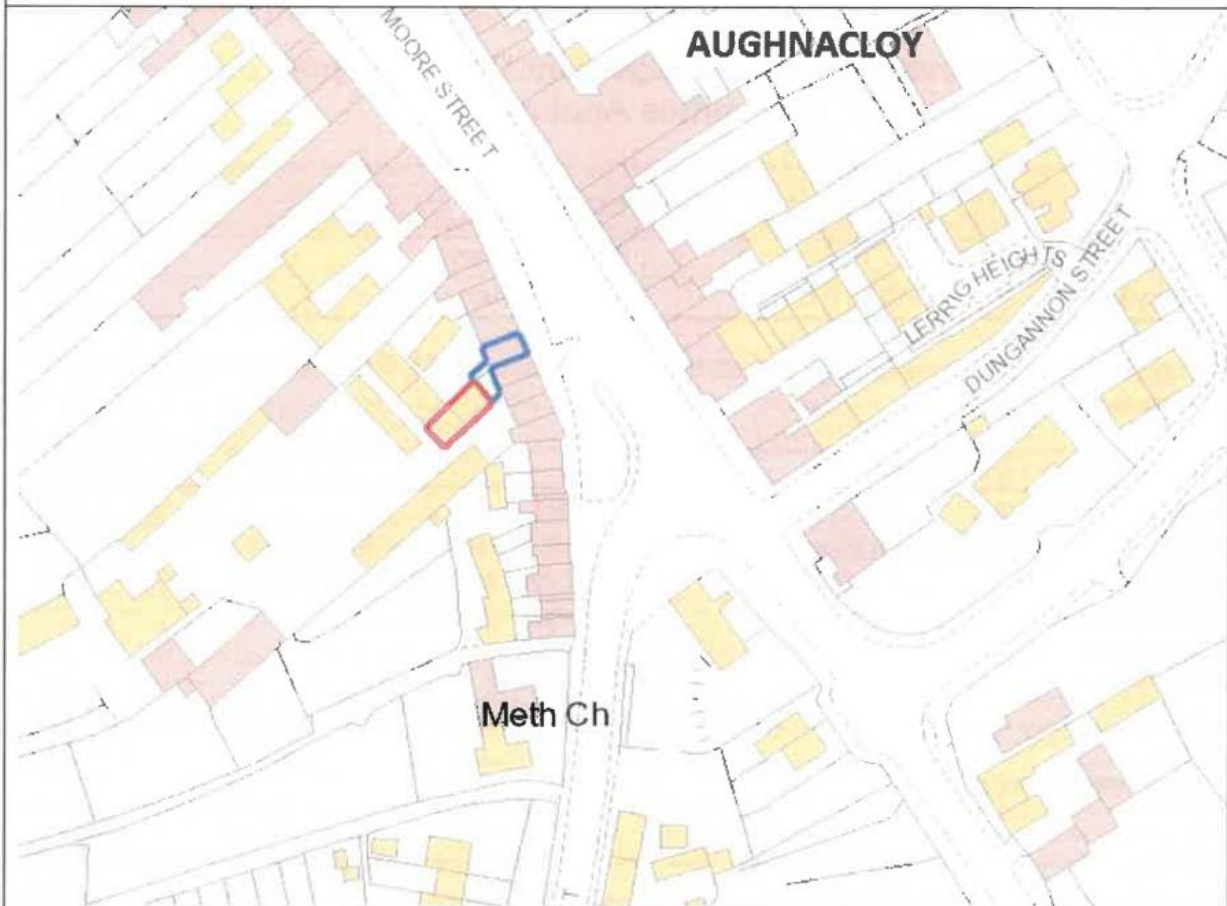 AUGHNACLOY
MOORE STREET
LERRIG HEIGHTS
DUNGANNON STREET
Meth Ch
T